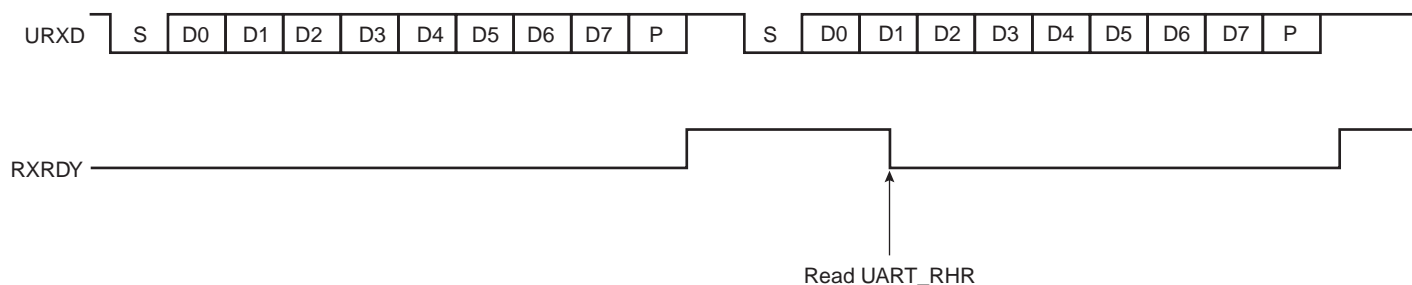 URXD S D0 D1 D2 D3 D4 D5 D6 D7 P S D0 D1 D2 D3 D4 D5 D6 D7 P
RXRDY
Read UART_RHR